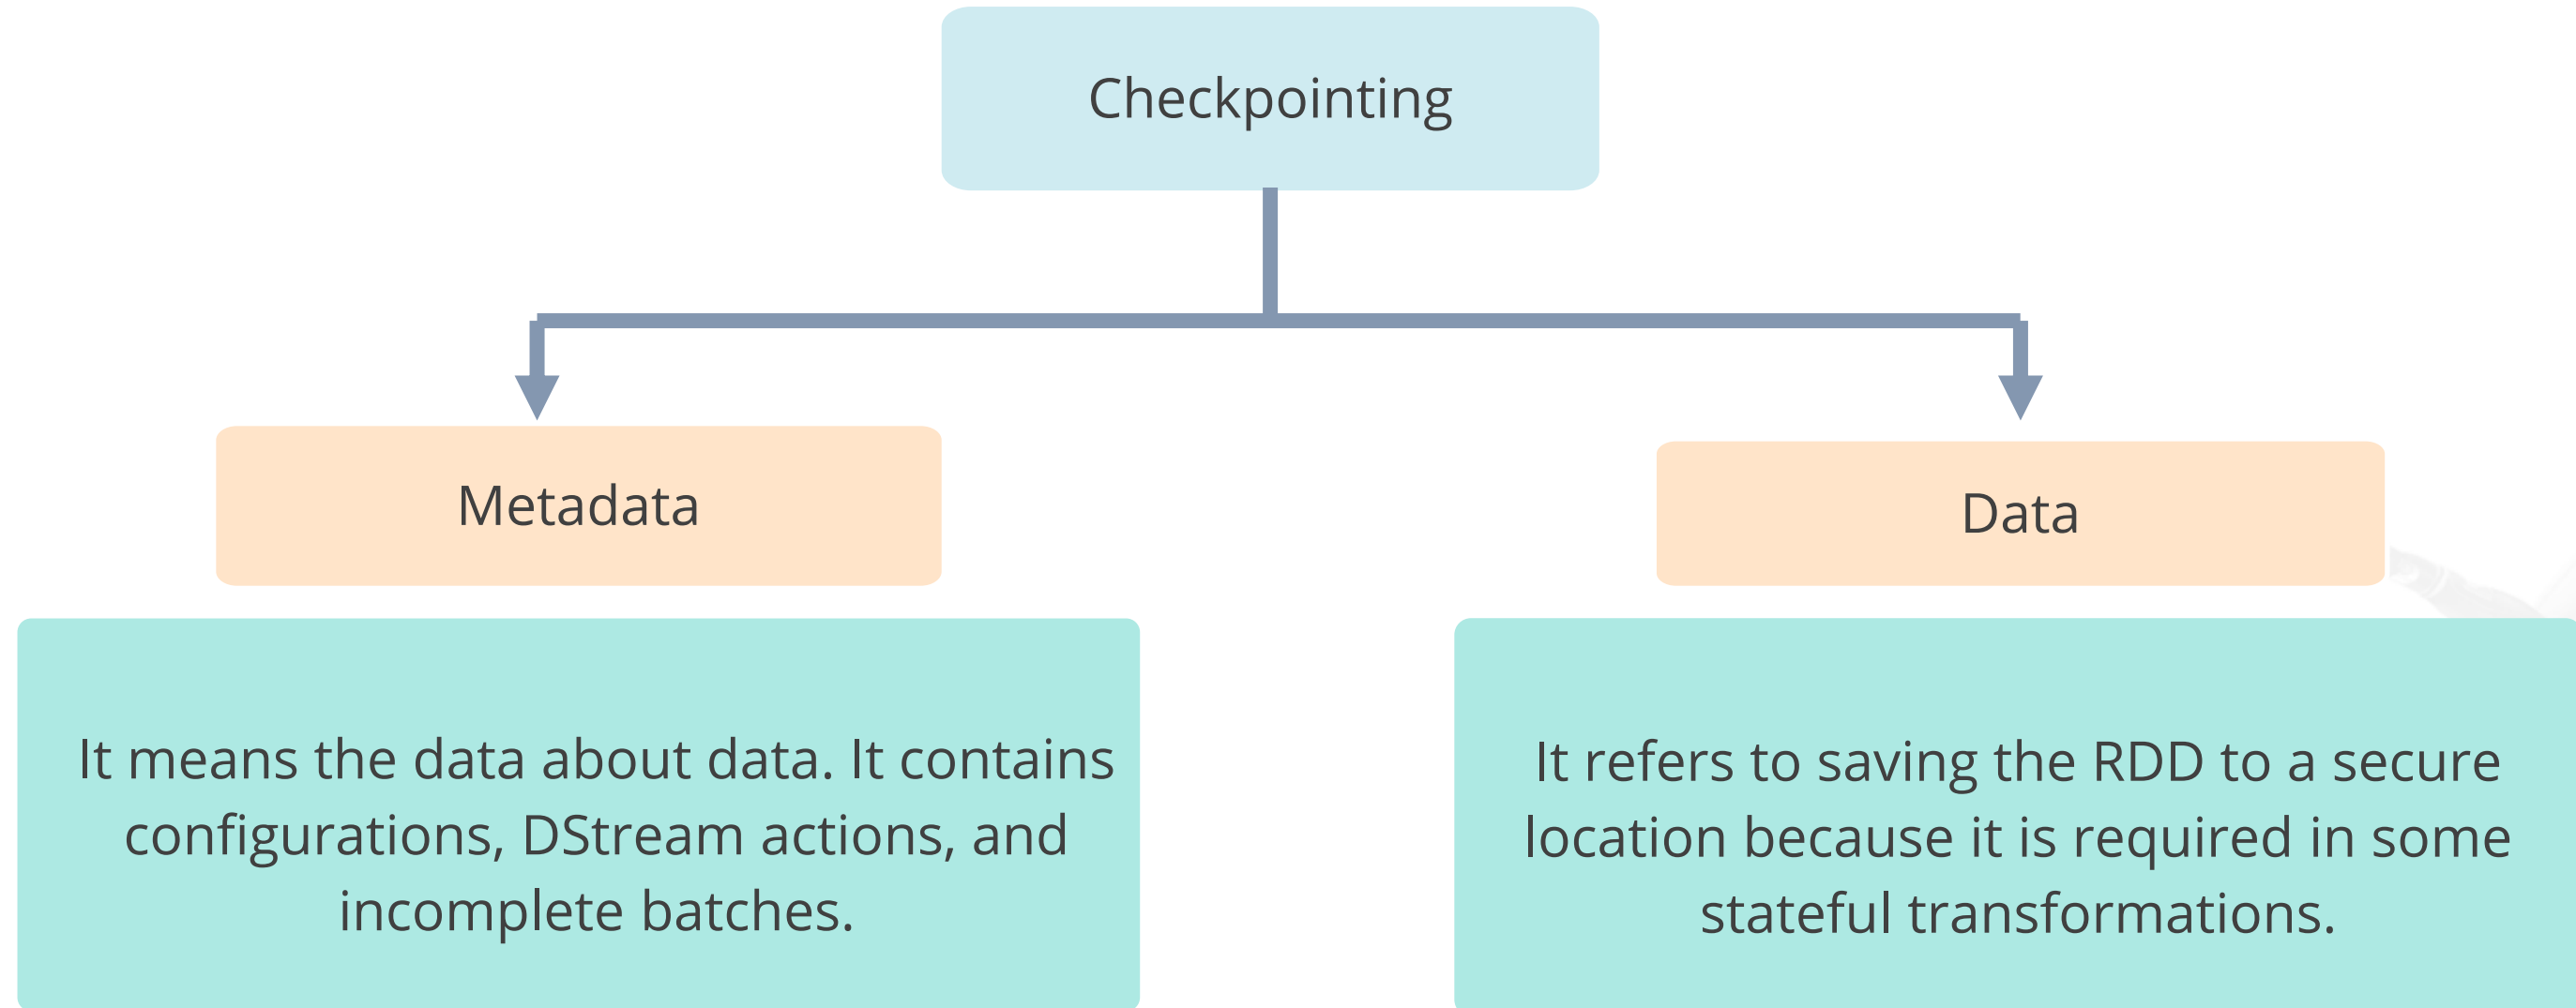 Checkpointing
Metadata
Data
It means the data about data. It contains
configurations, DStream actions, and
incomplete batches.
It refers to saving the RDD to a secure
location because it is required in some
stateful transformations.